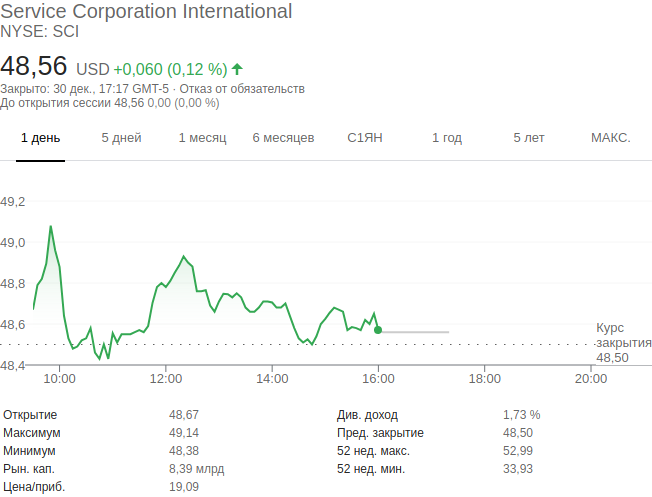 Service Corporation International
NYSE: SCI
48,56 USD +0,060 (0,12 %)
Закрыто: 30 дек., 17:17 GMT-5 · Отказ от обязательств
До открытия сессии 48,56 0,00 (0,00 %)
1 день 5 дней 1 месяц 6 месяцев С1ЯН 1 год 5 лет МАКС.
49,2
49,0
48,8
48,6
48,4
Курс
закрытия
48,50
10:00 12:00 14:00 16:00 18:00 20:00
Открытие 48,67 Див. доход 1,73 %
Максимум 49,14 Пред. закрытие 48,50
Минимум 48,38 52 нед. макс. 52,99
Рын. кап. 8,39 млрд 52 нед. мин. 33,93
Цена/приб. 19,09